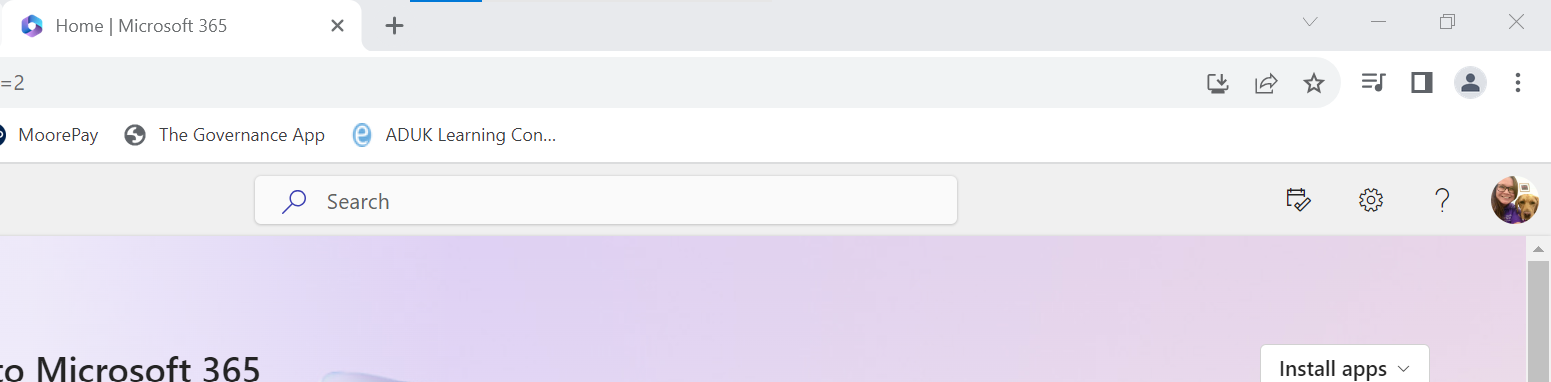 Home | Microsoft 365
=2
MoorePay
The Governance App
ADUK Learning Con...
Search
to Microsoft 365
Install apps